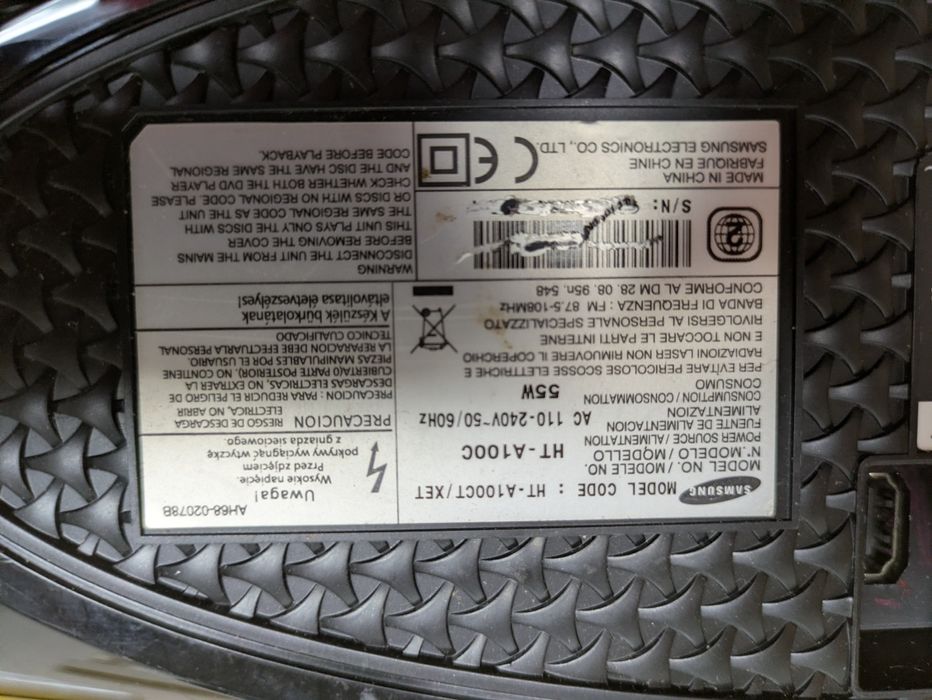 SAMSUNG
MODEL CODE : HT-A100CT/XET
MODEL NO. / MODELE NO.
N°.MODELO / MODELLO
HT-A100C
POWER SOURCE / ALIMENTATION
FUENTE DE ALIMENTACION
ALIMENTAZIONE
AC 110-240V~50/60Hz
CONSUMPTION / CONSOMMATION
CONSUMO
55W
PER EVITARE PERICOLOSE SCOSSE ELETTRICHE E
RADIAZIONI LASER NON RIMUOVERE IL COPERCHIO
E NON TOCCARE LE PARTI INTERNE
RIVOLGERSI AL PERSONALE SPECIALIZZATO
BANDA DI FREQUENZA : FM 87.5-108MHz
CONFORME AL DM 28. 08. 95n. 548
2
S/N:
MADE IN CHINA
FABRIQUE EN CHINE
SAMSUNG ELECTRONICS CO., LTD.
CE
AH68-02078B
Uwaga!
Wysokie napięcie.
Przed zdjęciem
pokrywy wyciągnąć wtyczkę
z gniazda sieciowego.
PRECAUCION
RIESGO DE DESCARGA
ELECTRICA, NO ABRIR
PRECAUCION : PARA REDUCIR EL PELIGRO DE
DESCARGAS ELECTRICAS, NO EXTRAER LA
CUBIERTA(NI PARTE POSTERIOR). NO CONTIENE
PIEZAS MANIPULABLES POR EL USUARIO.
LA REPARACION DEBE EFECTUARLA PERSONAL
TECNICO CUALIFICADO
A Készülék burkolatának
eltávolítása életveszélyes!
WARNING
DISCONNECT THE UNIT FROM THE MAINS
BEFORE REMOVING THE COVER
THIS UNIT PLAYS ONLY THE DISCS WITH
THE SAME REGIONAL CODE AS THE UNIT
OR DISCS WITH NO REGIONAL CODE. PLEASE
CHECK WHETHER BOTH THE DVD PLAYER
AND THE DISC HAVE THE SAME REGIONAL
CODE BEFORE PLAYBACK.